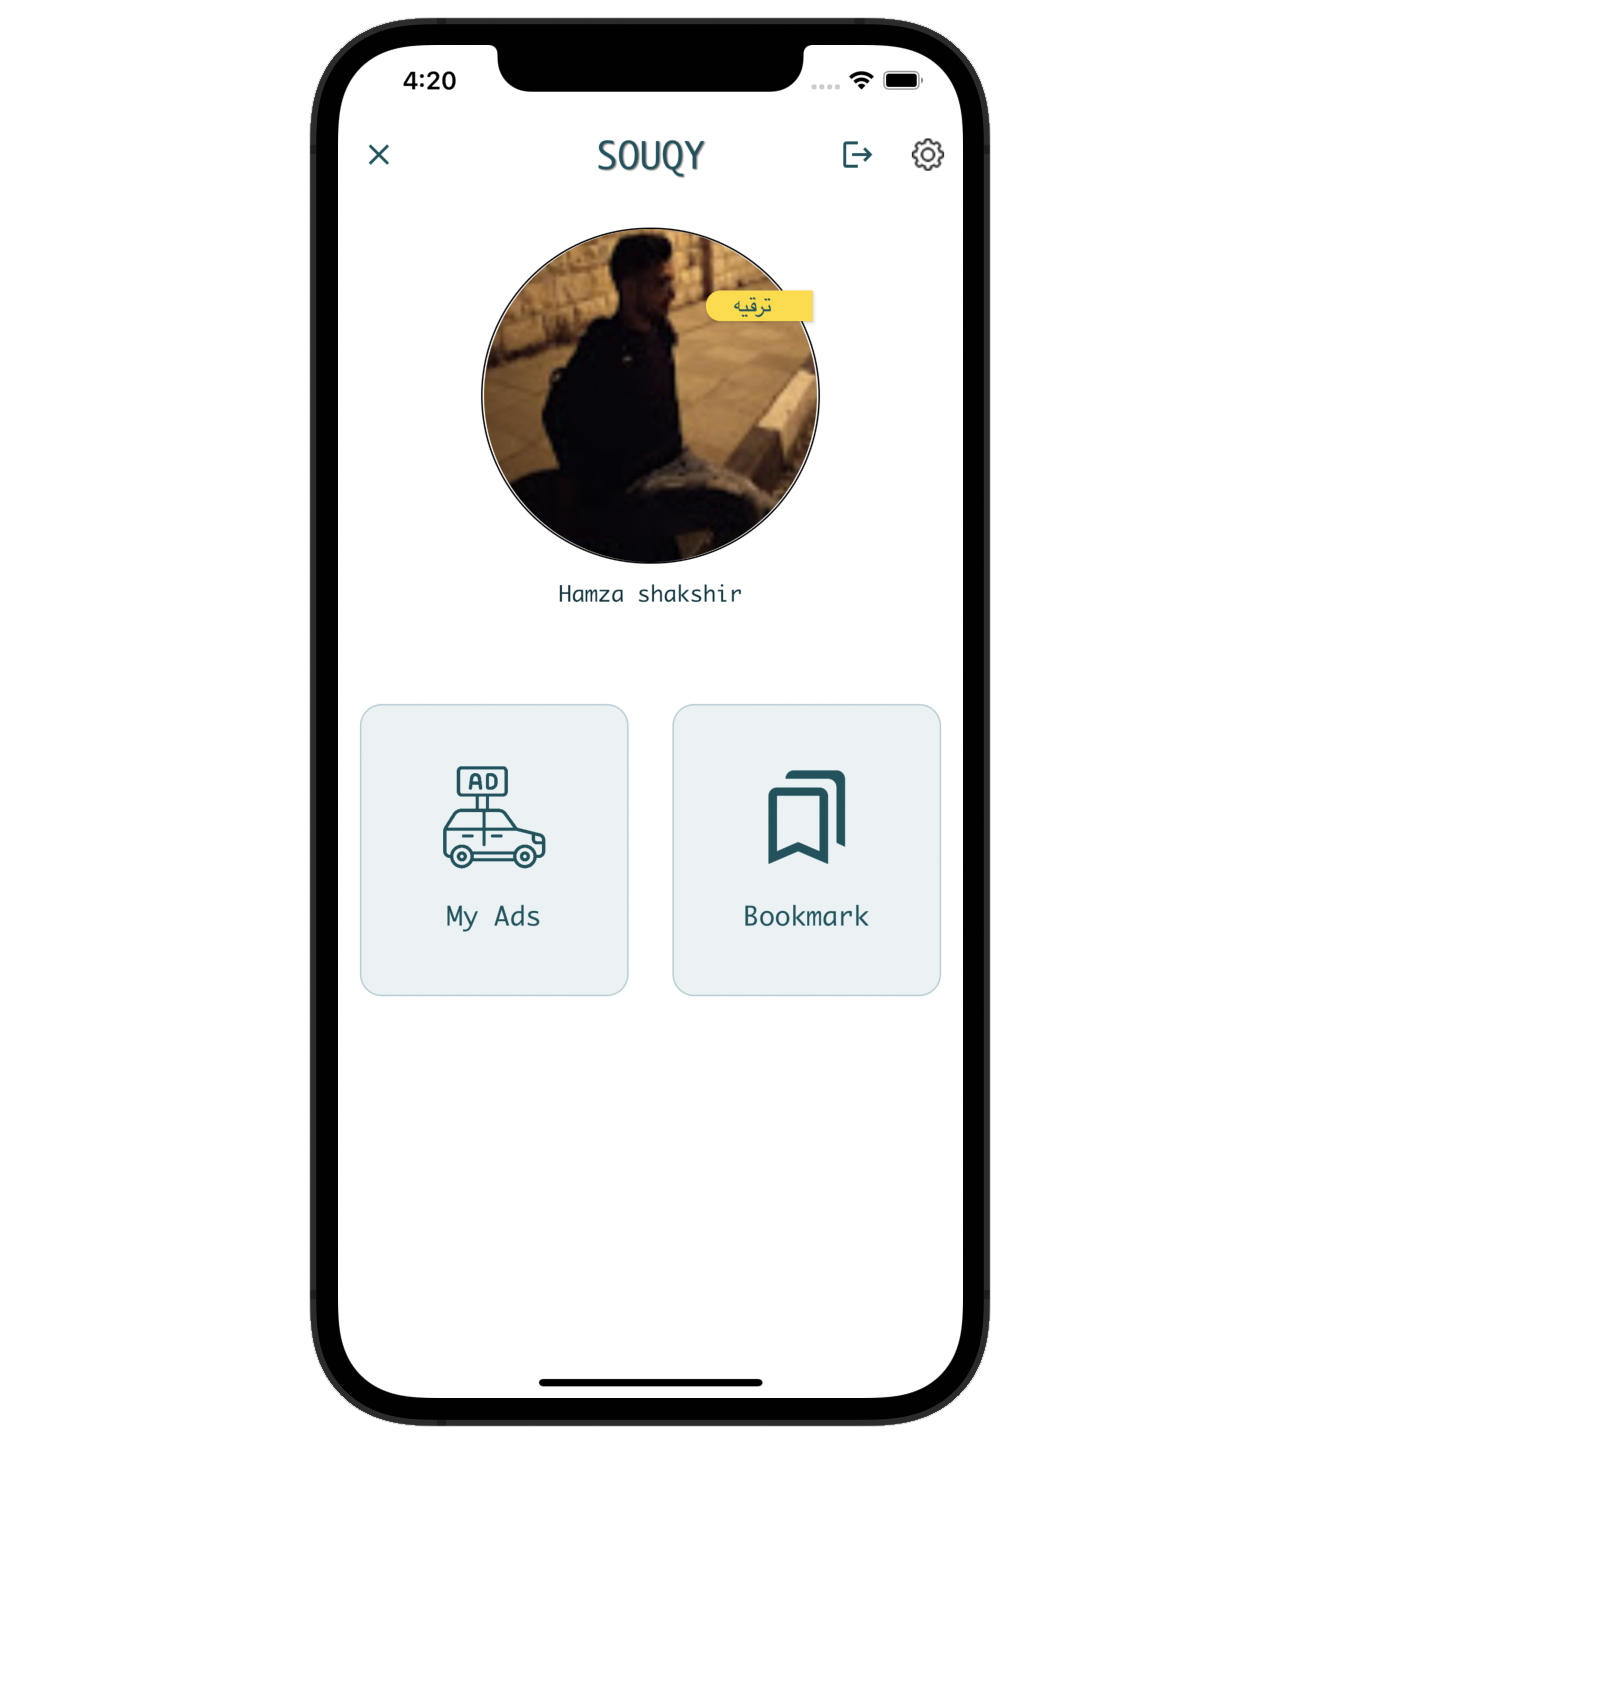 4:20
SOUQY
ترقيه
Hamza shakshir
AD
My Ads
Bookmark